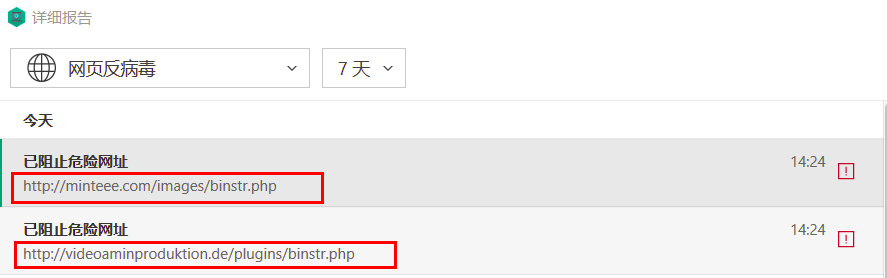 详细报告
网页反病毒 7 天
今天
已阻止危险网址 14:24
http://minteee.com/images/binstr.php
已阻止危险网址 14:24
http://videoaminproduktion.de/plugins/binstr.php